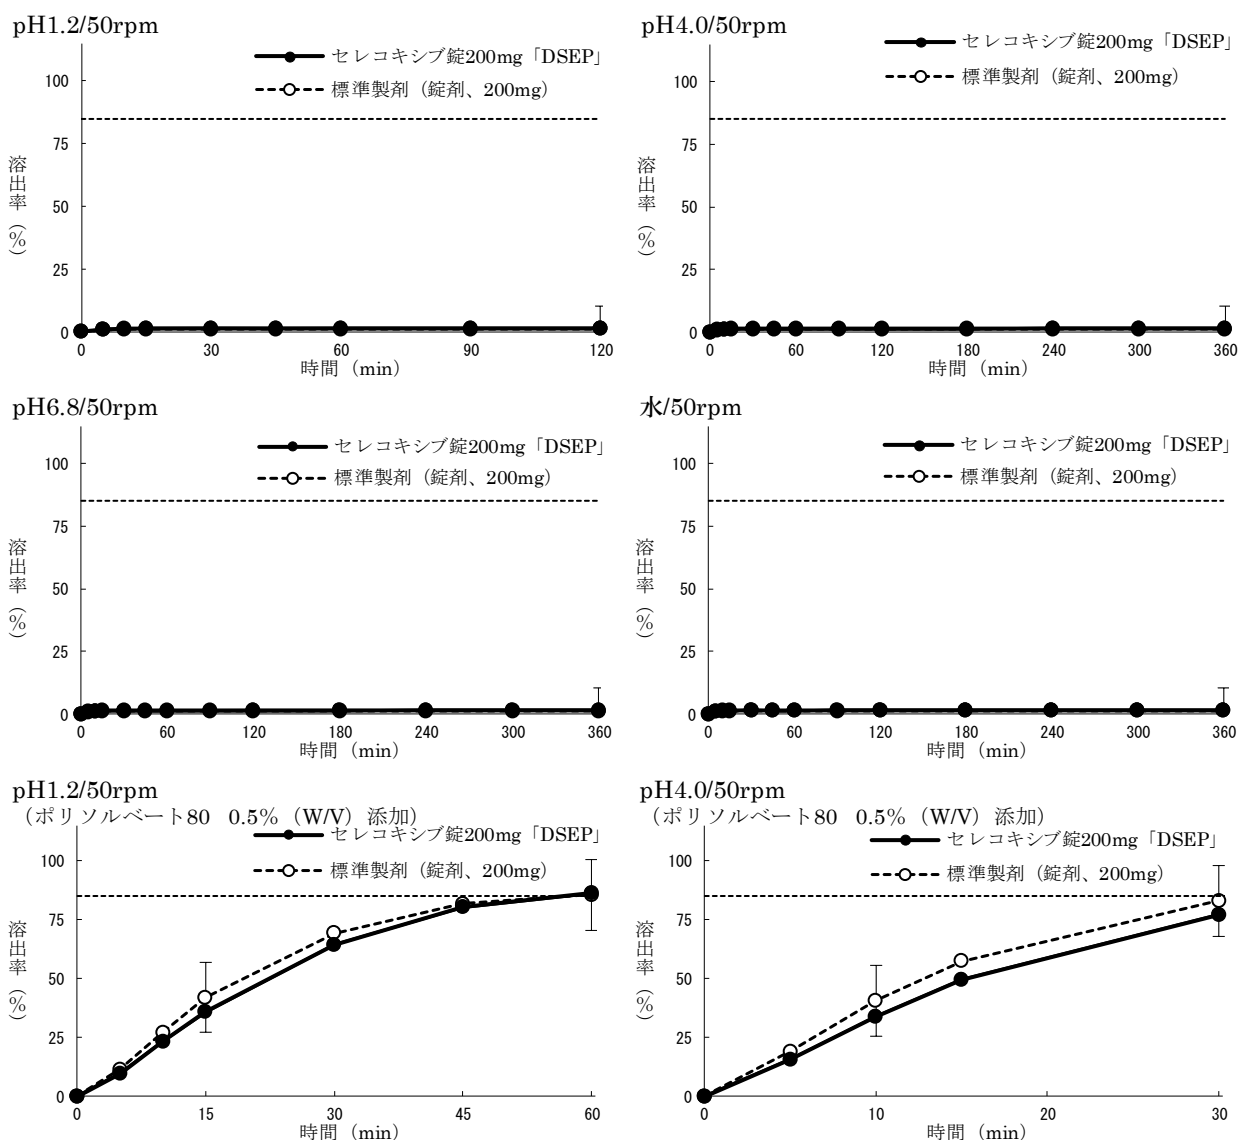 pH1.2/50rpm
セレコキシブ錠200mg「DSEP」
標準製剤（錠剤、200mg）
溶出率（%）
100
75
50
25
0
0 30 60 90 120
時間（min）
pH4.0/50rpm
セレコキシブ錠200mg「DSEP」
標準製剤（錠剤、200mg）
溶出率（%）
100
75
50
25
0
0 60 120 180 240 300 360
時間（min）
pH6.8/50rpm
セレコキシブ錠200mg「DSEP」
標準製剤（錠剤、200mg）
溶出率（%）
100
75
50
25
0
0 60 120 180 240 300 360
時間（min）
水/50rpm
セレコキシブ錠200mg「DSEP」
標準製剤（錠剤、200mg）
溶出率（%）
100
75
50
25
0
0 60 120 180 240 300 360
時間（min）
pH1.2/50rpm
（ポリソルベート80　0.5%（W/V）添加）
セレコキシブ錠200mg「DSEP」
標準製剤（錠剤、200mg）
溶出率（%）
100
75
50
25
0
0 15 30 45 60
時間（min）
pH4.0/50rpm
（ポリソルベート80　0.5%（W/V）添加）
セレコキシブ錠200mg「DSEP」
標準製剤（錠剤、200mg）
溶出率（%）
100
75
50
25
0
0 10 20 30
時間（min）